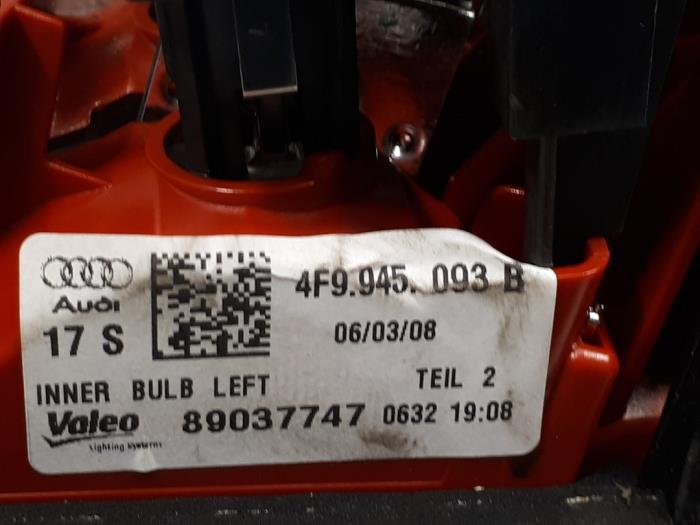 4F9.945. 093 B
Audi
17 S
06/03/08
INNER BULB LEFT
TEIL 2
Valeo 89037747 0632 19:08
Lighting Systems